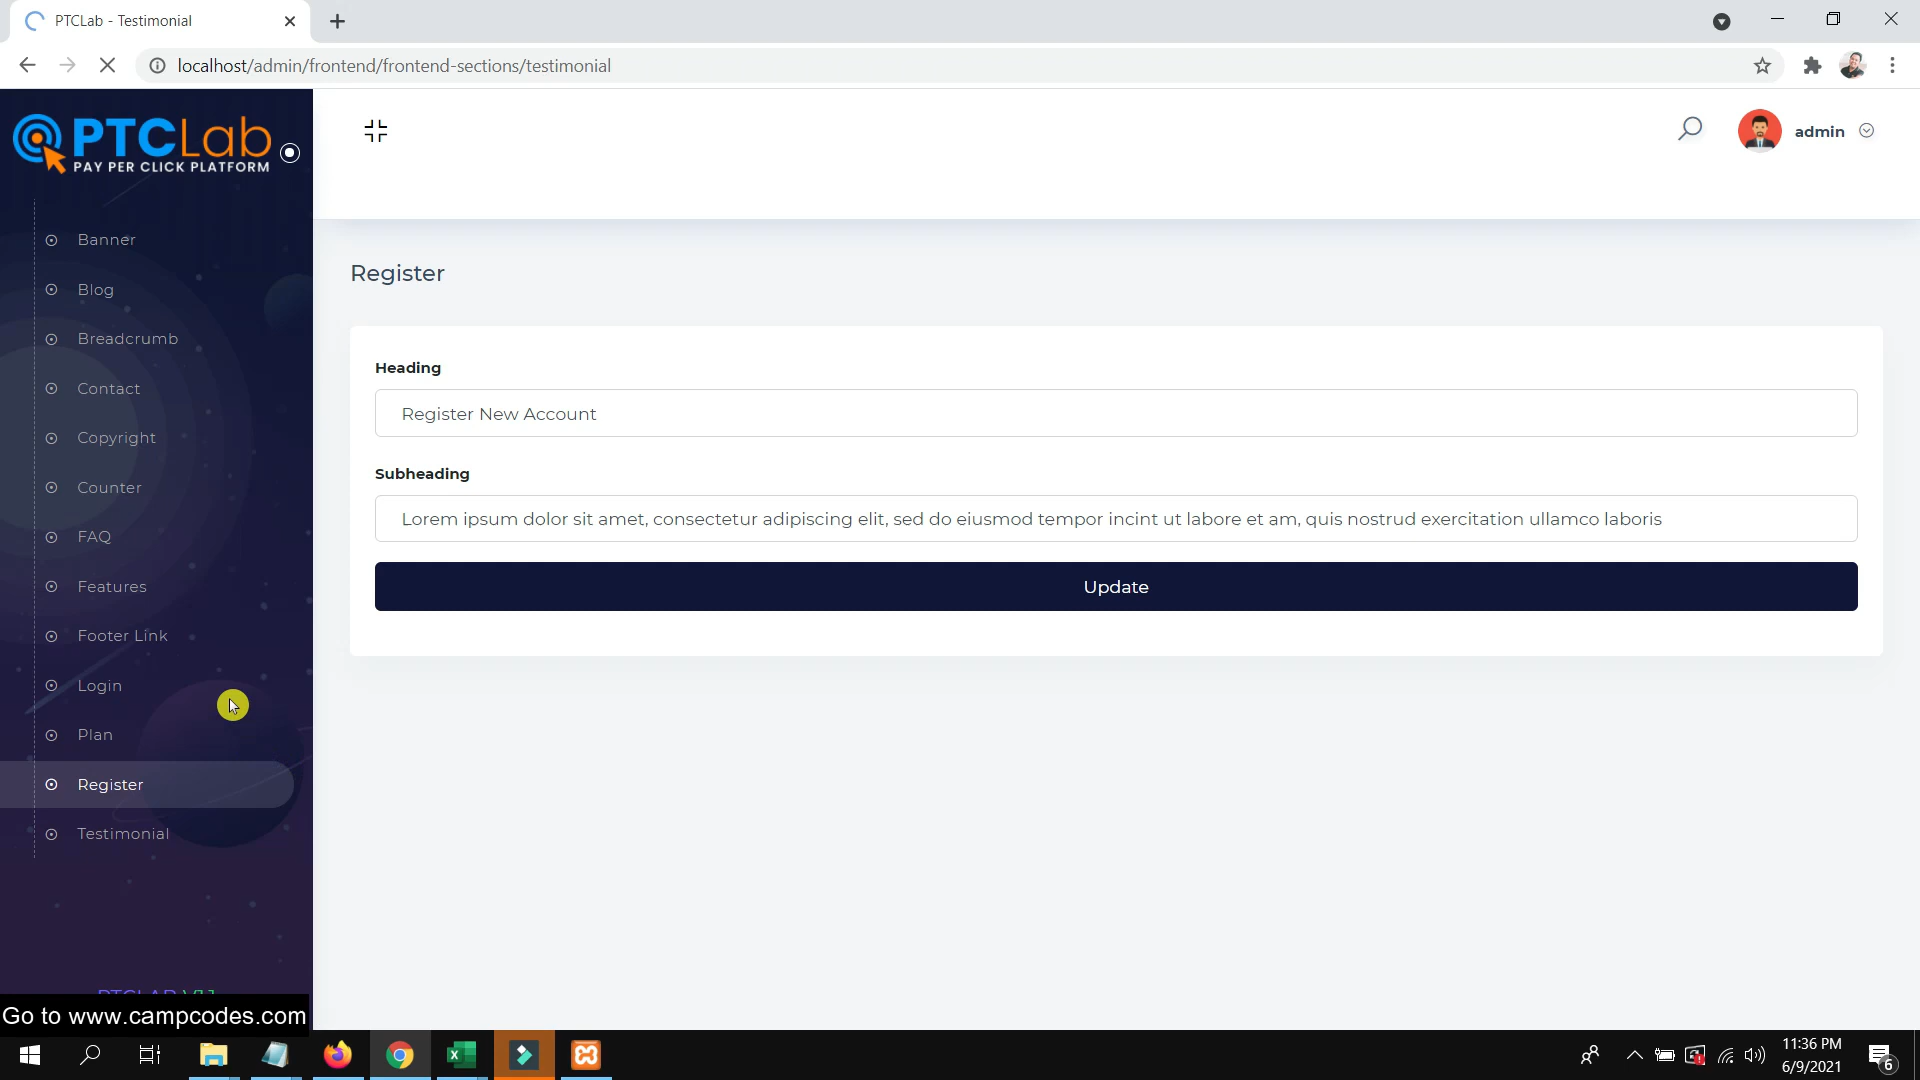 PTCLab - Testimonial
localhost/admin/frontend/frontend-sections/testimonial
PTCLab
PAY PER CLICK PLATFORM
admin
Banner
Blog
Breadcrumb
Contact
Copyright
Counter
FAQ
Features
Footer Link
Login
Plan
Register
Testimonial
Register
Heading
Register New Account
Subheading
Lorem ipsum dolor sit amet, consectetur adipiscing elit, sed do eiusmod tempor incint ut labore et am, quis nostrud exercitation ullamco laboris
Update
PTCLAB
Go to www.campcodes.com
11:36 PM
6/9/2021
6